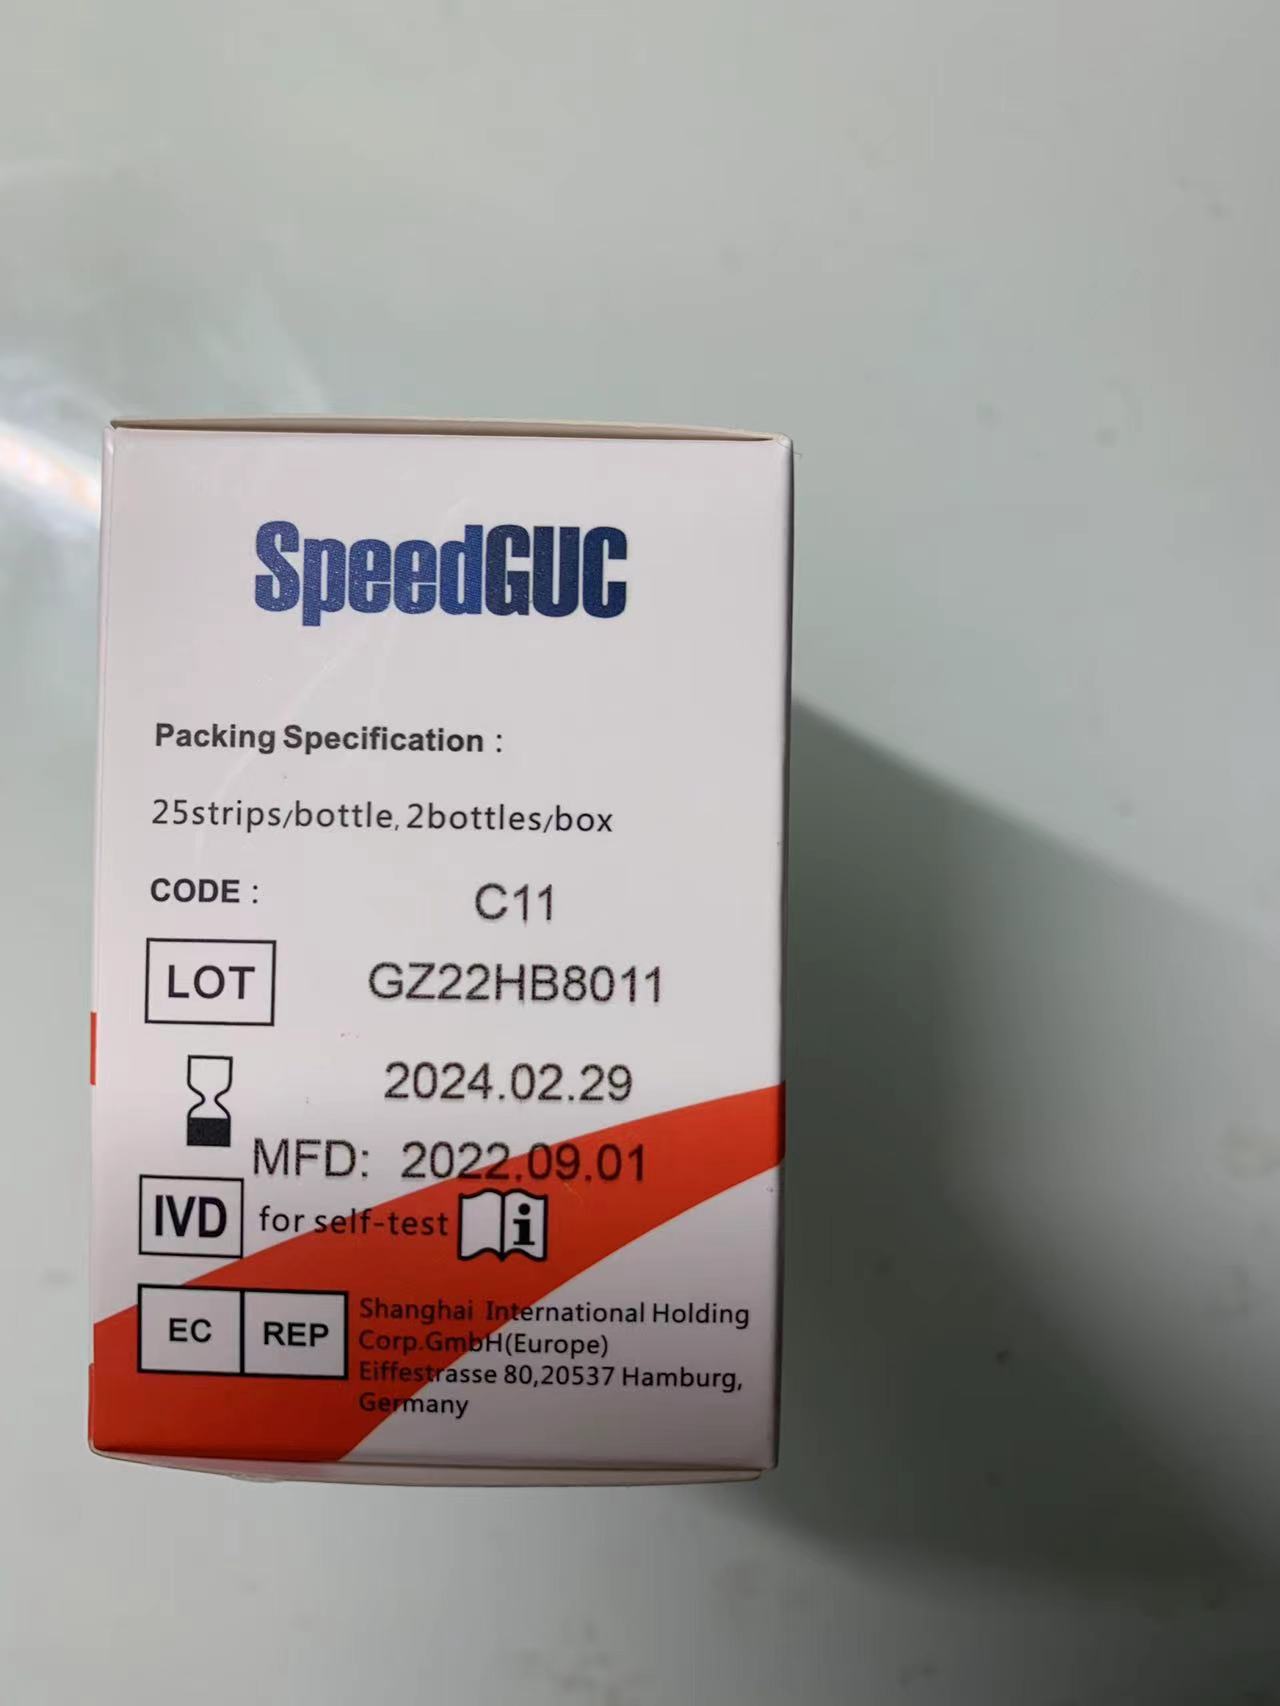 SpeedGUC
Packing Specification :
25strips/bottle, 2bottles/box
CODE : C11
LOT GZ22HB8011
2024.02.29
MFD: 2022.09.01
IVD for self-test i
EC REP Shanghai International Holding
Corp.GmbH(Europe)
Eiffestrasse 80,20537 Hamburg,
Germany